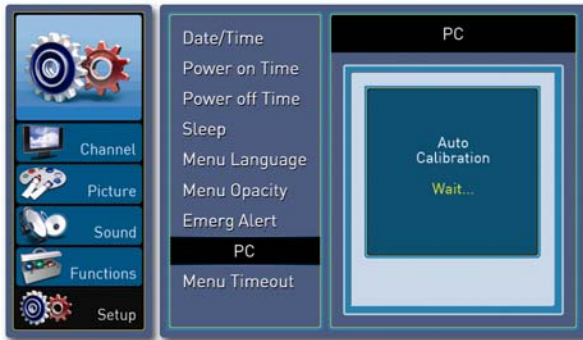 Channel
Picture
Sound
Functions
Setup
Date/Time
Power on Time
Power off Time
Sleep
Menu Language
Menu Opacity
Emerg Alert
PC
Menu Timeout
PC
Auto
Calibration
Wait...